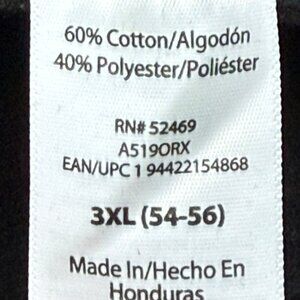 60% Cotton/Algodón
40% Polyester/Poliéster
RN# 52469
A519ORX
EAN/UPC 1 94422154868
3XL (54-56)
Made In/Hecho En
Honduras